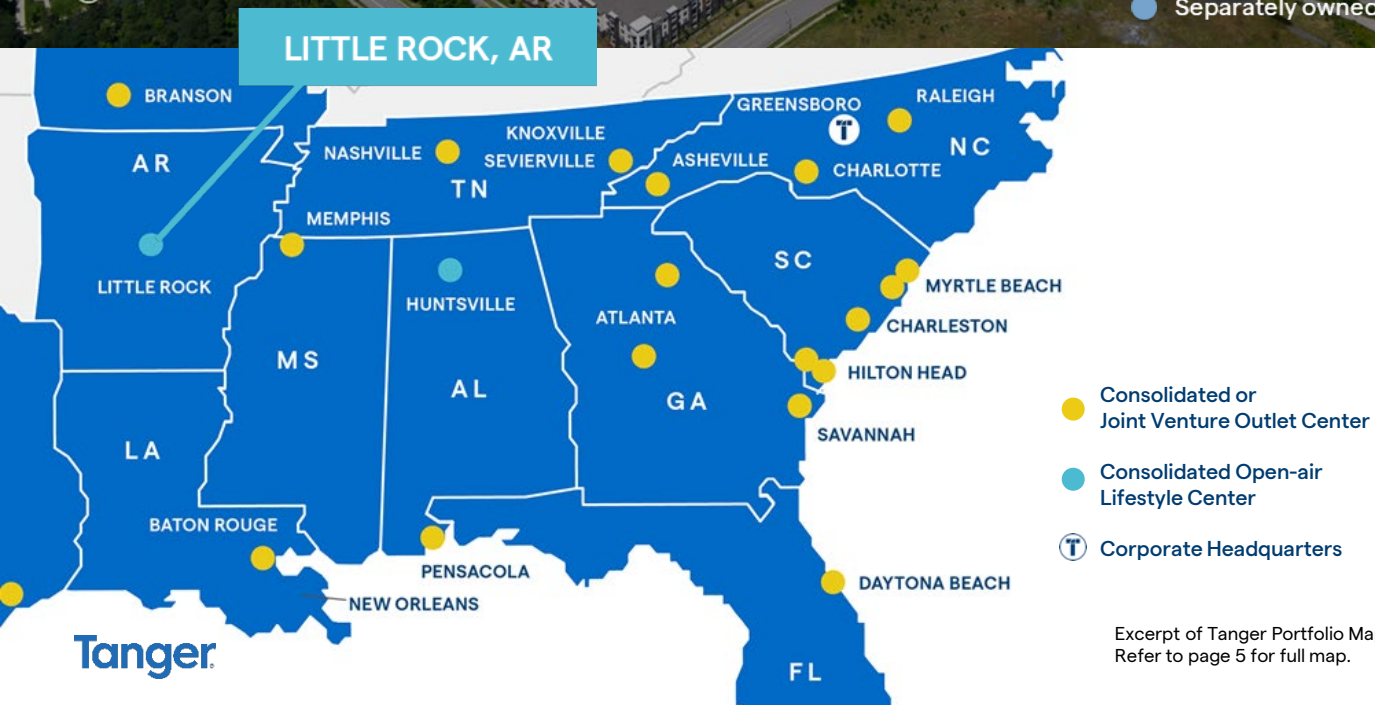 Separately owned
LITTLE ROCK, AR
BRANSON
GREENSBORO
RALEIGH
KNOXVILLE
NASHVILLE
SEVIERVILLE
ASHEVILLE
NC
AR
CHARLOTTE
TN
MEMPHIS
SC
LITTLE ROCK
HUNTSVILLE
MYRTLE BEACH
ATLANTA
CHARLESTON
MS
AL
GA
HILTON HEAD
SAVANNAH
LA
BATON ROUGE
PENSACOLA
NEW ORLEANS
DAYTONA BEACH
FL
Consolidated or
Joint Venture Outlet Center
Consolidated Open-air
Lifestyle Center
T
Corporate Headquarters
Excerpt of Tanger Portfolio Ma
Refer to page 5 for full map.
Tanger